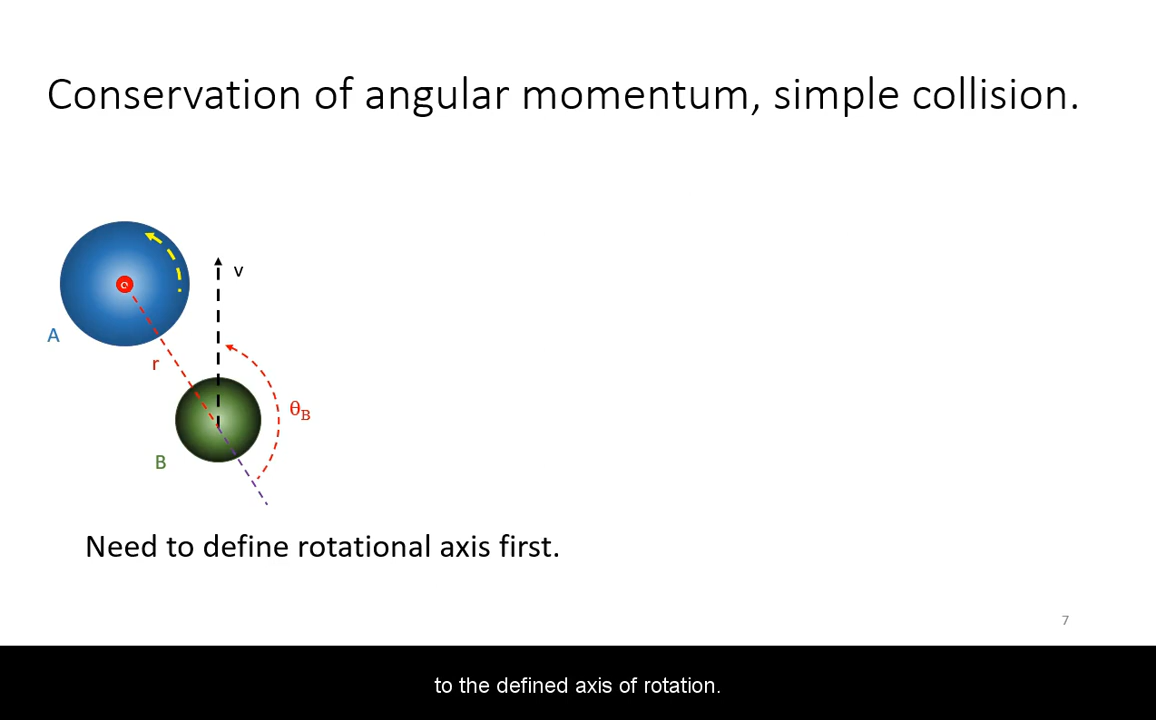 Conservation of angular momentum, simple collision.
v
A
r
θB
B
Need to define rotational axis first.
7
to the defined axis of rotation.